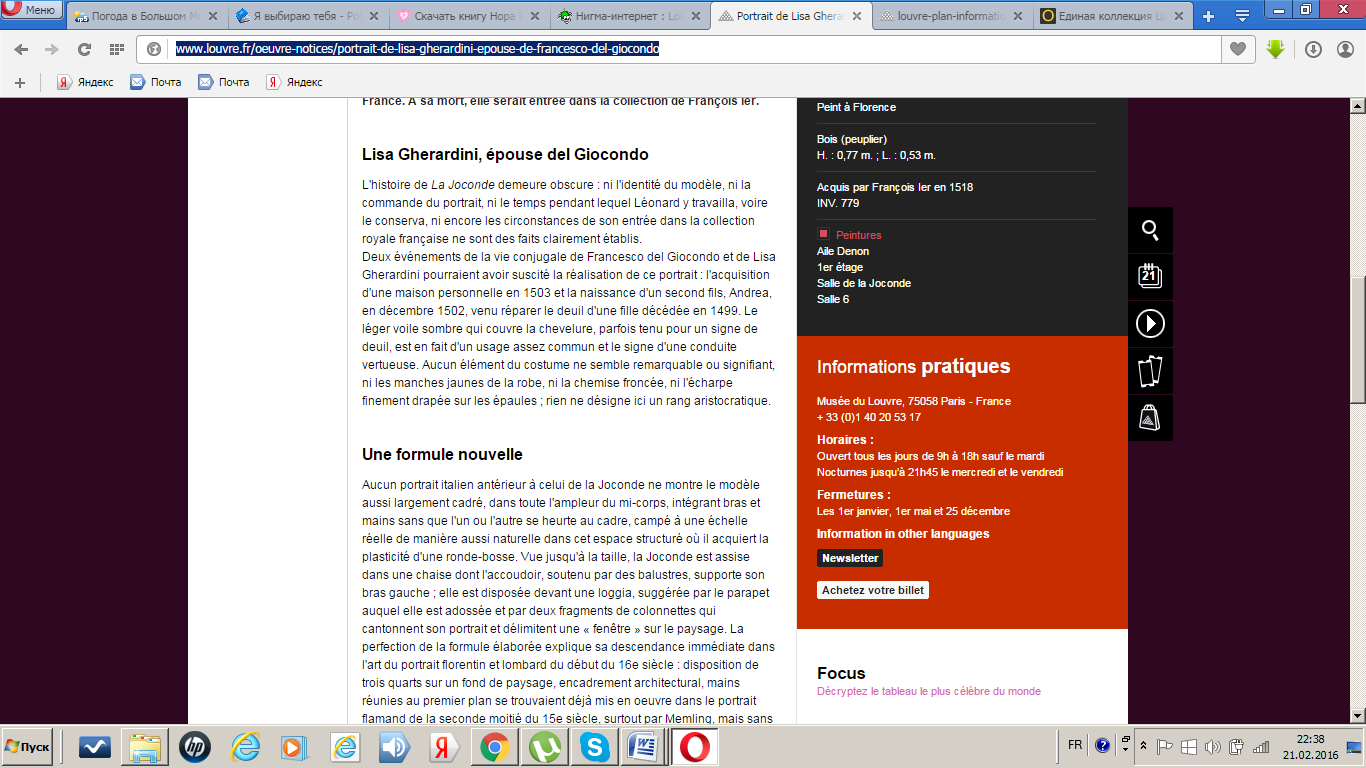 Меню
Погода в Большом М
Я выбираю тебя - Ро
Скачать книгу Нора
Нигма-интернет : Lo
Portrait de Lisa Gherar
louvre-plan-informati
Единая коллекция Ц
www.louvre.fr/oeuvre-notices/portrait-de-lisa-gherardini-epouse-de-francesco-del-giocondo
Яндекс
Почта
Почта
Яндекс
France. A sa mort, elle serait entrée dans la collection de François Ier.
Lisa Gherardini, épouse del Giocondo
L'histoire de La Joconde demeure obscure : ni l'identité du modèle, ni la
commande du portrait, ni le temps pendant lequel Léonard y travailla, voire
le conserva, ni encore les circonstances de son entrée dans la collection
royale française ne sont des faits clairement établis.
Deux événements de la vie conjugale de Francesco del Giocondo et de Lisa
Gherardini pourraient avoir suscité la réalisation de ce portrait : l'acquisition
d'une maison personnelle en 1503 et la naissance d'un second fils, Andrea,
en décembre 1502, venu réparer le deuil d'une fille décédée en 1499. Le
léger voile sombre qui couvre la chevelure, parfois tenu pour un signe de
deuil, est en fait d'un usage assez commun et le signe d'une conduite
vertueuse. Aucun élément du costume ne semble remarquable ou signifiant,
ni les manches jaunes de la robe, ni la chemise froncée, ni l'écharpe
finement drapée sur les épaules ; rien ne désigne ici un rang aristocratique.
Une formule nouvelle
Aucun portrait italien antérieur à celui de la Joconde ne montre le modèle
aussi largement cadré, dans toute l'ampleur du mi-corps, intégrant bras et
mains sans que l'un ou l'autre se heurte au cadre, campé à une échelle
réelle de manière aussi naturelle dans cet espace structuré où il acquiert la
plasticité d'une ronde-bosse. Vue jusqu'à la taille, la Joconde est assise
dans une chaise dont l'accoudoir, soutenu par des balustres, supporte son
bras gauche ; elle est disposée devant une loggia, suggérée par le parapet
auquel elle est adossée et par deux fragments de colonnettes qui
cantonnent son portrait et délimitent une « fenêtre » sur le paysage. La
perfection de la formule élaborée explique sa descendance immédiate dans
l'art du portrait florentin et lombard du début du 16e siècle : disposition de
trois quarts sur un fond de paysage, encadrement architectural, mains
réunies au premier plan se trouvaient déjà mis en oeuvre dans le portrait
flamand de la seconde moitié du 15e siècle, surtout par Memling, mais sans
Peint à Florence
Bois (peuplier)
H. : 0,77 m. ; L. : 0,53 m.
Acquis par François Ier en 1518
INV. 779
Peintures
Aile Denon
1er étage
Salle de la Joconde
Salle 6
Informations pratiques
Musée du Louvre, 75058 Paris - France
+ 33 (0)1 40 20 53 17
Horaires :
Ouvert tous les jours de 9h à 18h sauf le mardi
Nocturnes jusqu'à 21h45 le mercredi et le vendredi
Fermetures :
Les 1er janvier, 1er mai et 25 décembre
Information in other languages
Newsletter
Achetez votre billet
Focus
Décryptez le tableau le plus célèbre du monde
21
Пуск
FR
22:38
21.02.2016